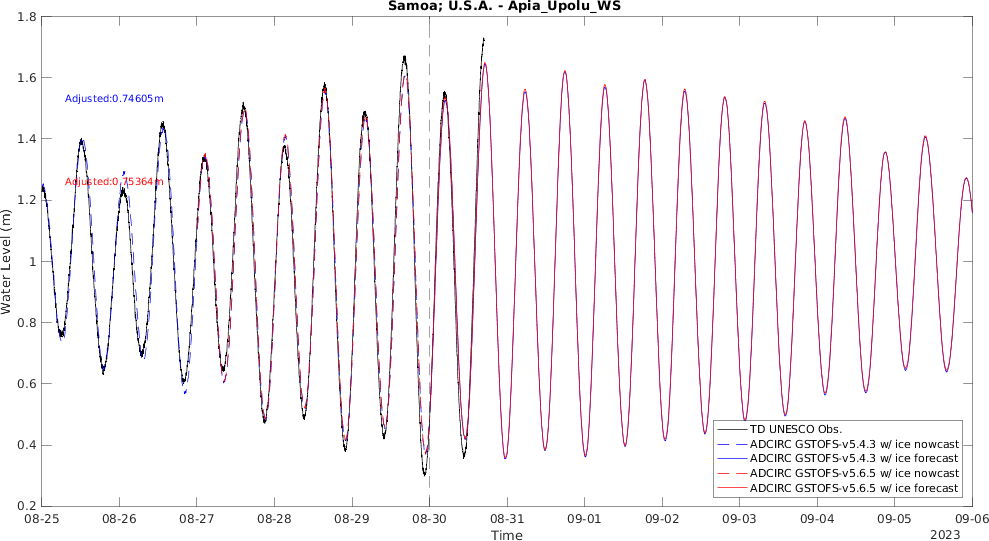 Samoa; U.S.A. - Apia_Upolu_WS
1.8
1.6
1.4
1.2
1
0.8
0.6
0.4
0.2
Water Level (m)
Adjusted:0.74605m
Adjusted:0.75364m
TD UNESCO Obs.
ADCIRC GSTOFS-v5.4.3 w/ ice nowcast
ADCIRC GSTOFS-v5.4.3 w/ ice forecast
ADCIRC GSTOFS-v5.6.5 w/ ice nowcast
ADCIRC GSTOFS-v5.6.5 w/ ice forecast
08-25 08-26 08-27 08-28 08-29 08-30 08-31 09-01 09-02 09-03 09-04 09-05 09-06
Time
2023